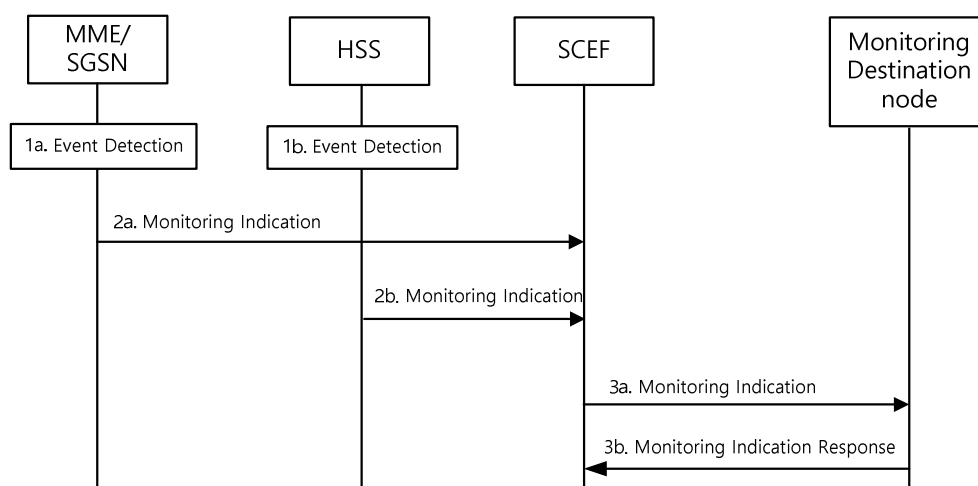 MME/
SGSN
HSS
SCEF
Monitoring
Destination
node
1a. Event Detection
1b. Event Detection
2a. Monitoring Indication
2b. Monitoring Indication
3a. Monitoring Indication
3b. Monitoring Indication Response